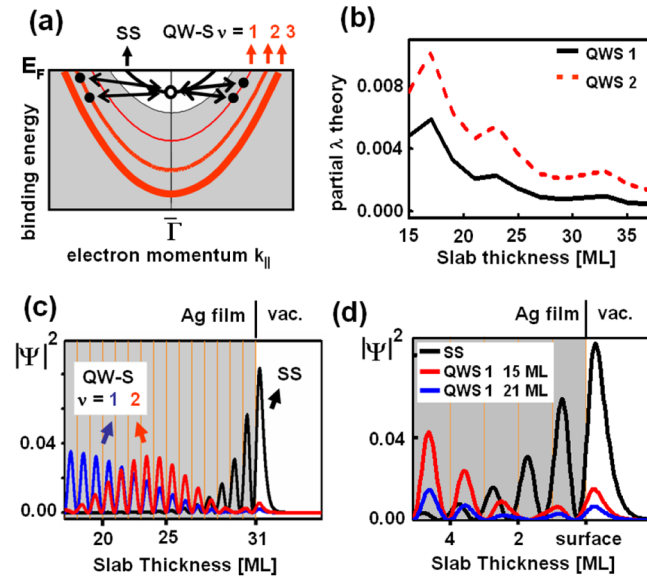 (a)
SS QW-S ν = 1 2 3
E_F
binding energy
Γ̄
electron momentum k_||
(b)
QWS 1
QWS 2
partial λ theory
0.008
0.004
0.000
15 20 25 30 35
Slab thickness [ML]
(c)
Ag film vac.
|Ψ|²
QW-S
ν = 1 2
SS
0.04
0.00
20 25 31
Slab Thickness [ML]
(d)
Ag film vac.
|Ψ|²
SS
QWS 1 15 ML
QWS 1 21 ML
0.04
0.00
4 2 surface
Slab Thickness [ML]